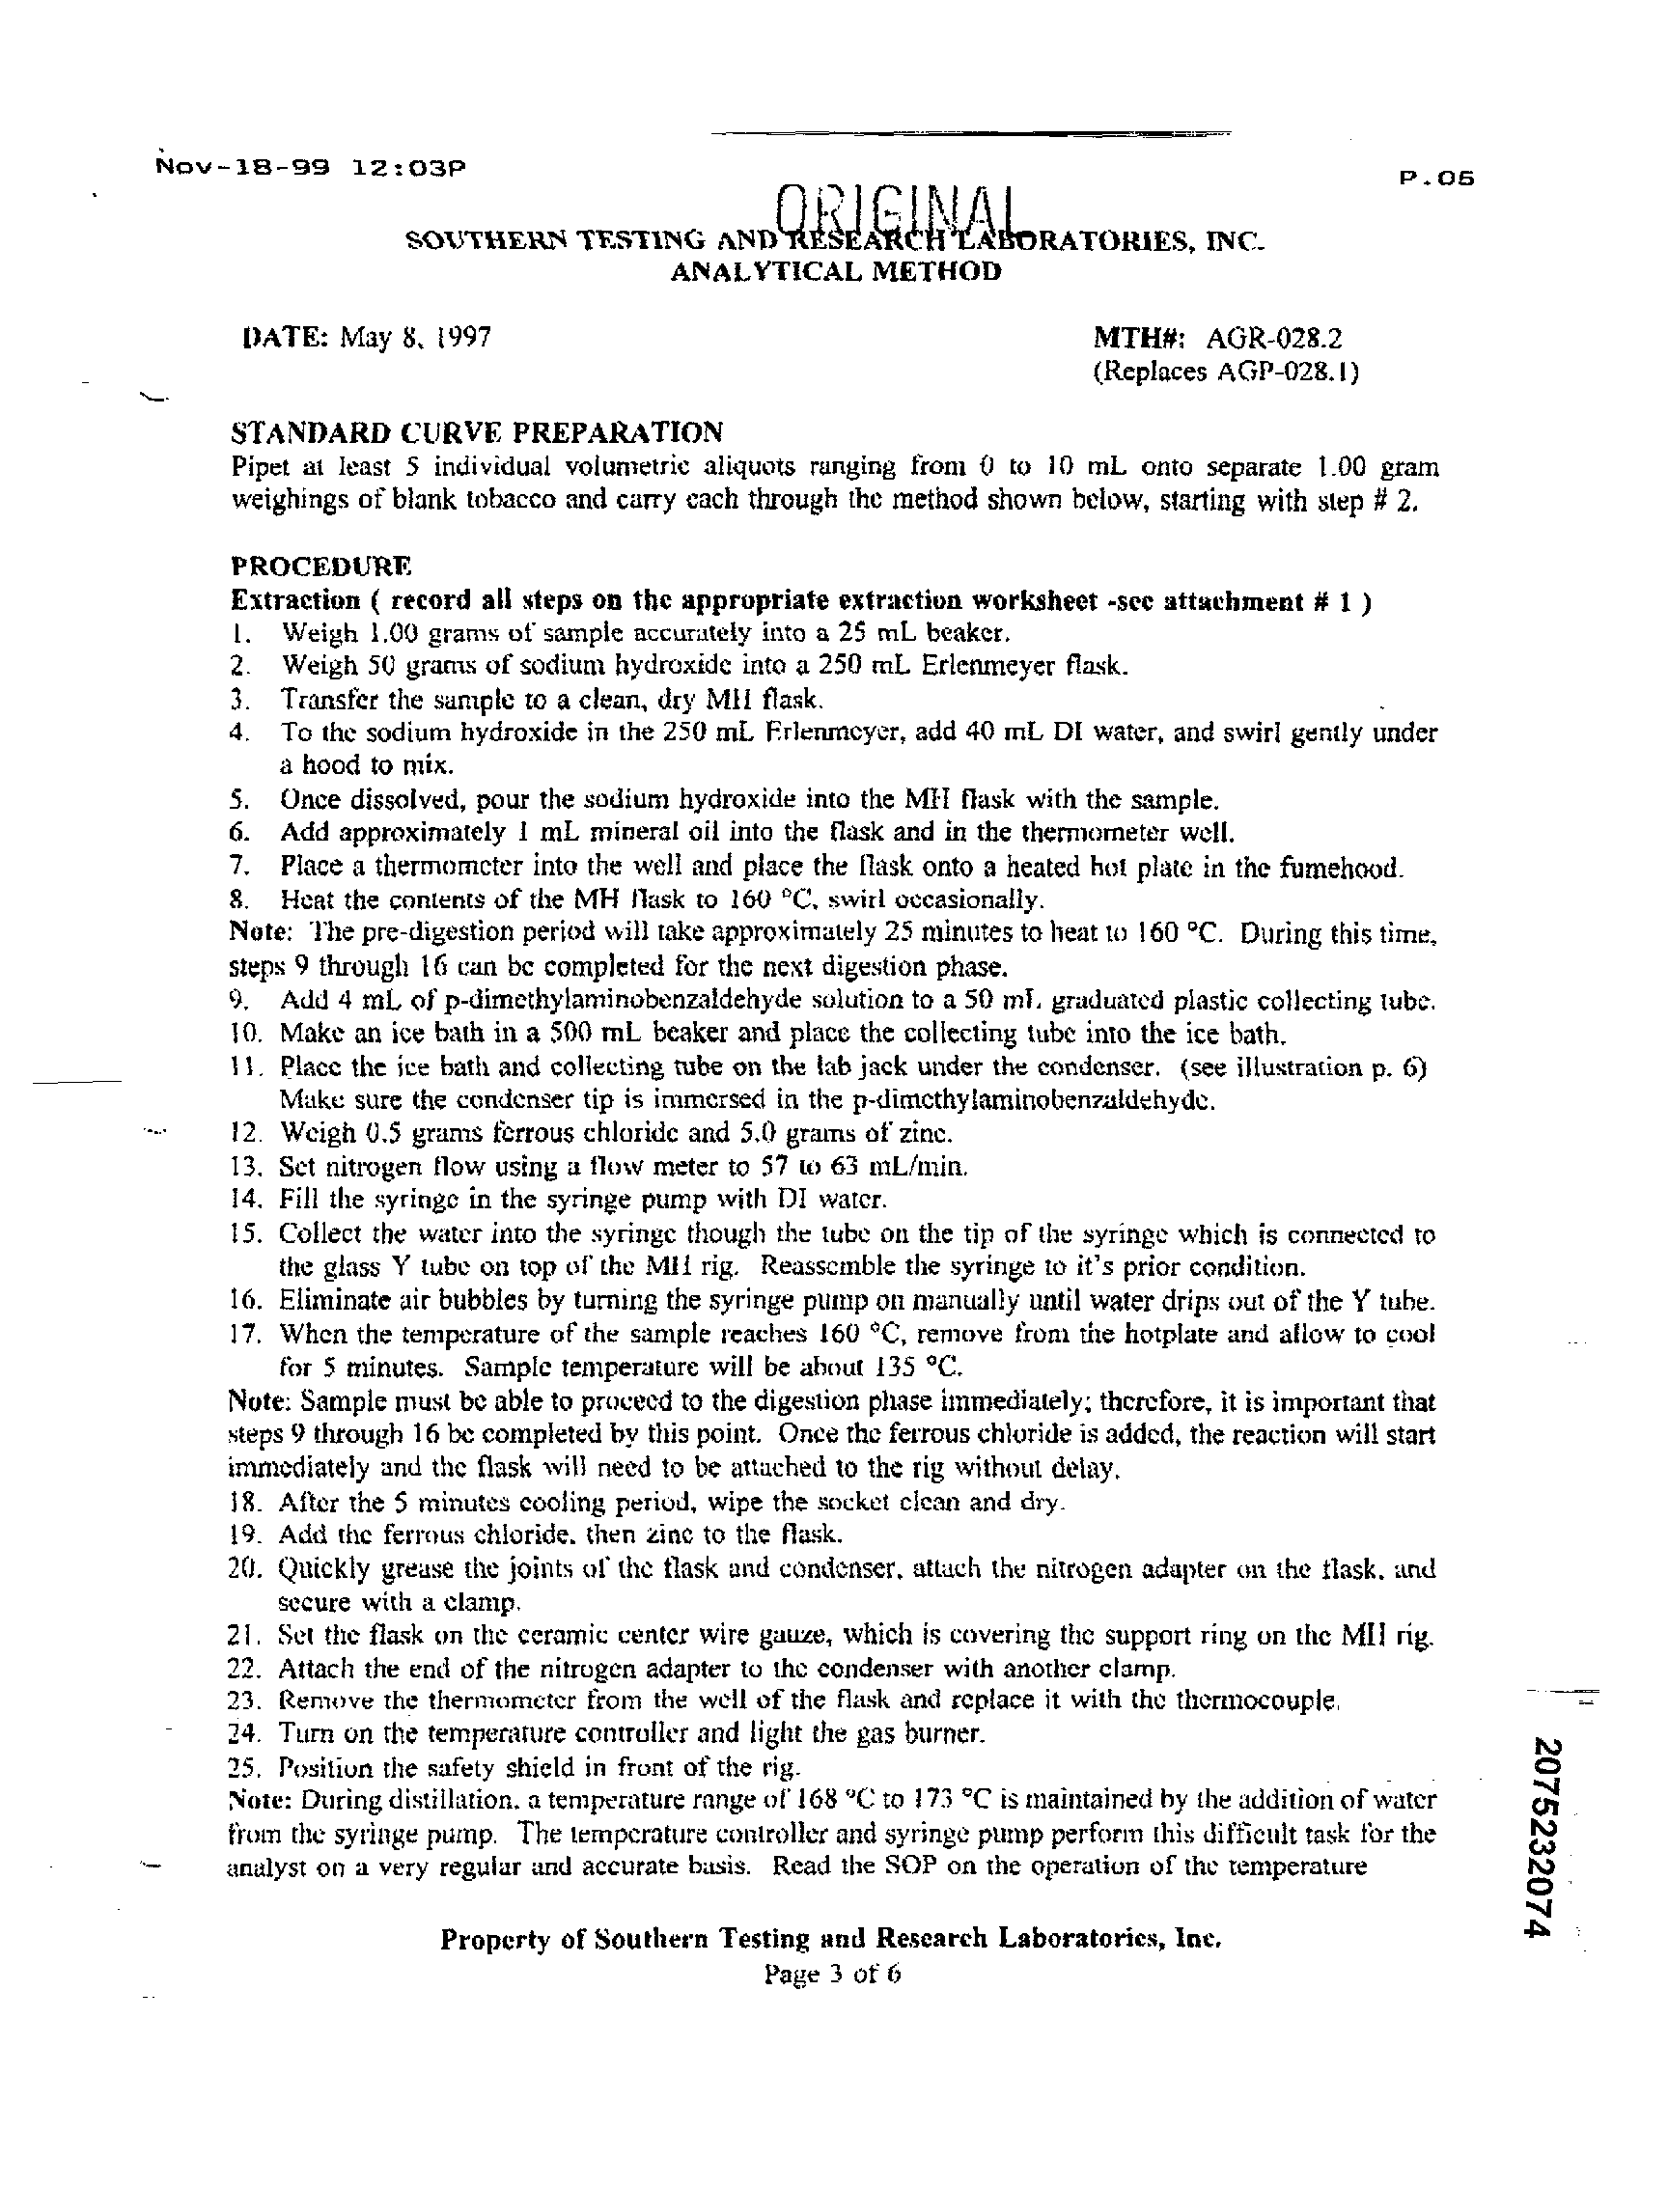 Nov-18-99 12:03P
P.05
ORIGINAL
SOUTHERN TESTING AND RESEARCH LABORATORIES, INC.
ANALYTICAL METHOD
DATE: May 8, 1997
MTH#: AGR-028.2
(Replaces AGP-028.1)
STANDARD CURVE PREPARATION
Pipet at least 5 individual volumetric aliquots ranging from 0 to 10 mL onto separate 1.00 gram
weighings of blank tobacco and carry each through the method shown below, starting with step # 2.
PROCEDURE
Extraction ( record all steps on the appropriate extraction worksheet -see attachment # 1 )
1. Weigh 1.00 grams of sample accurately into a 25 mL beaker.
2. Weigh 50 grams of sodium hydroxide into a 250 mL Erlenmeyer flask.
3. Transfer the sample to a clean, dry MH flask.
4. To the sodium hydroxide in the 250 mL Erlenmeyer, add 40 mL DI water, and swirl gently under
a hood to mix.
5. Once dissolved, pour the sodium hydroxide into the MH flask with the sample.
6. Add approximately 1 mL mineral oil into the flask and in the thermometer well.
7. Place a thermometer into the well and place the flask onto a heated hot plate in the fumehood.
8. Heat the contents of the MH flask to 160 °C, swirl occasionally.
Note: The pre-digestion period will take approximately 25 minutes to heat to 160 °C. During this time,
steps 9 through 16 can be completed for the next digestion phase.
9. Add 4 mL of p-dimethylaminobenzaldehyde solution to a 50 mL graduated plastic collecting tube.
10. Make an ice bath in a 500 mL beaker and place the collecting tube into the ice bath.
11. Place the ice bath and collecting tube on the lab jack under the condenser. (see illustration p. 6)
Make sure the condenser tip is immersed in the p-dimethylaminobenzaldehyde.
12. Weigh 0.5 grams ferrous chloride and 5.0 grams of zinc.
13. Set nitrogen flow using a flow meter to 57 to 63 mL/min.
14. Fill the syringe in the syringe pump with DI water.
15. Collect the water into the syringe though the tube on the tip of the syringe which is connected to
the glass Y tube on top of the MH rig. Reassemble the syringe to it's prior condition.
16. Eliminate air bubbles by turning the syringe pump on manually until water drips out of the Y tube.
17. When the temperature of the sample reaches 160 °C, remove from the hotplate and allow to cool
for 5 minutes. Sample temperature will be about 135 °C.
Note: Sample must be able to proceed to the digestion phase immediately; therefore, it is important that
steps 9 through 16 be completed by this point. Once the ferrous chloride is added, the reaction will start
immediately and the flask will need to be attached to the rig without delay.
18. After the 5 minutes cooling period, wipe the socket clean and dry.
19. Add the ferrous chloride, then zinc to the flask.
20. Quickly grease the joints of the flask and condenser, attach the nitrogen adapter on the flask, and
secure with a clamp.
21. Set the flask on the ceramic center wire gauze, which is covering the support ring on the MH rig.
22. Attach the end of the nitrogen adapter to the condenser with another clamp.
23. Remove the thermometer from the well of the flask and replace it with the thermocouple.
24. Turn on the temperature controller and light the gas burner.
25. Position the safety shield in front of the rig.
Note: During distillation, a temperature range of 168 °C to 173 °C is maintained by the addition of water
from the syringe pump. The temperature controller and syringe pump perform this difficult task for the
analyst on a very regular and accurate basis. Read the SOP on the operation of the temperature
Property of Southern Testing and Research Laboratories, Inc.
Page 3 of 6
2075232074